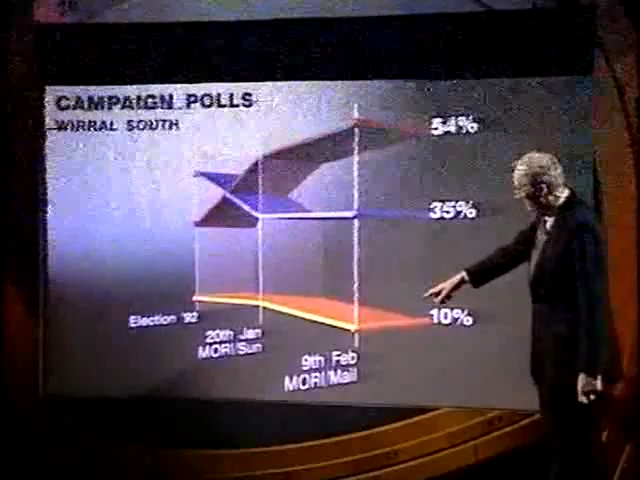 CAMPAIGN POLLS
WIRRAL SOUTH
54%
35%
10%
Election '92
20th Jan
MORI/Sun
9th Feb
MORI/Mail